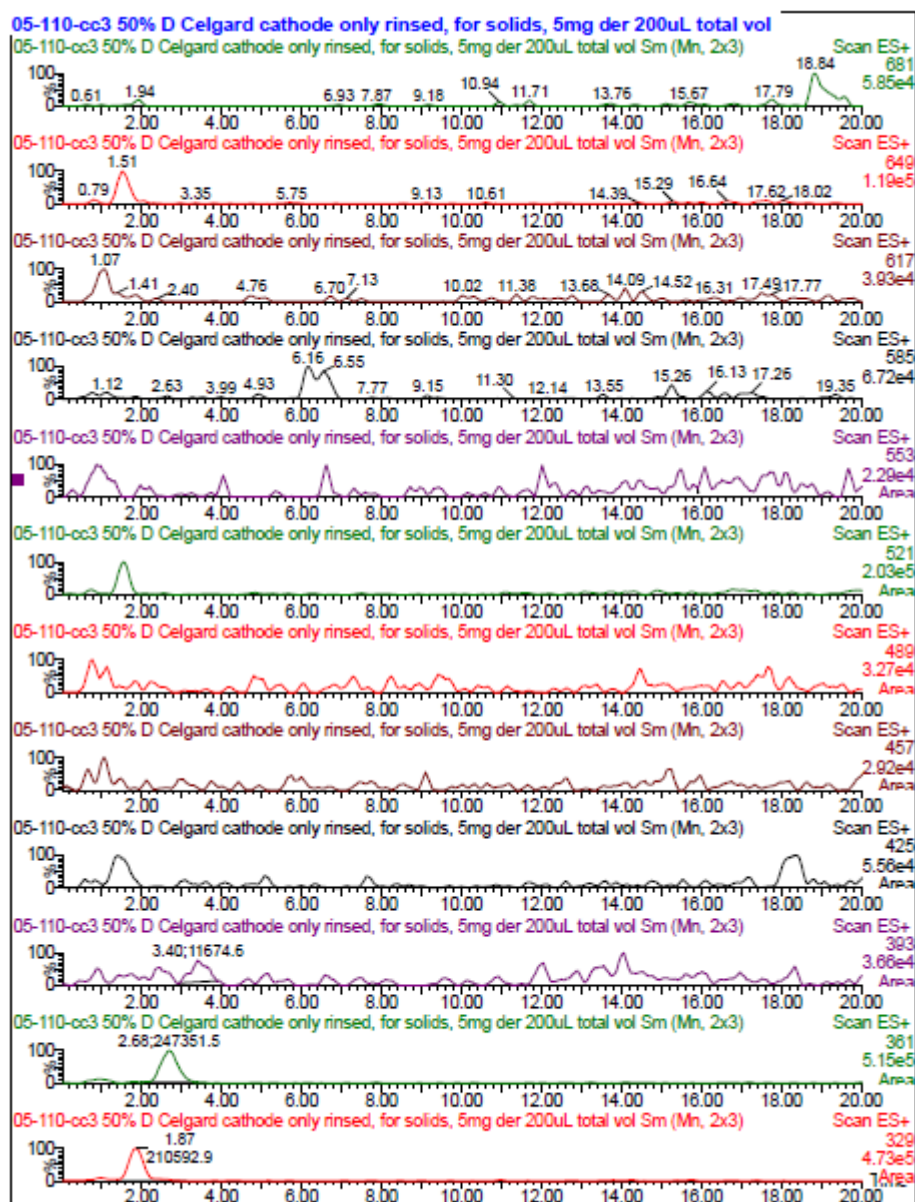 05-110-cc3 50% D Celgard cathode only rinsed, for solids, 5mg der 200uL total vol
05-110-cc3 50% D Celgard cathode only rinsed, for solids, 5mg der 200uL total vol Sm (Mn, 2x3) Scan ES+
18.84 681
100 5.85e4
% 0.61 1.94 6.93 7.87 9.18 10.94 11.71 13.76 15.67 17.79
0
2.00 4.00 6.00 8.00 10.00 12.00 14.00 16.00 18.00 20.00
05-110-cc3 50% D Celgard cathode only rinsed, for solids, 5mg der 200uL total vol Sm (Mn, 2x3) Scan ES+
1.51 649
100 1.19e5
% 0.79 3.35 5.75 9.13 10.61 14.39 15.29 16.64 17.62 18.02
0
2.00 4.00 6.00 8.00 10.00 12.00 14.00 16.00 18.00 20.00
05-110-cc3 50% D Celgard cathode only rinsed, for solids, 5mg der 200uL total vol Sm (Mn, 2x3) Scan ES+
1.07 617
100 3.93e4
% 1.41 2.40 4.76 6.70 7.13 10.02 11.38 13.68 14.09 14.52 16.31 17.49 17.77
0
2.00 4.00 6.00 8.00 10.00 12.00 14.00 16.00 18.00 20.00
05-110-cc3 50% D Celgard cathode only rinsed, for solids, 5mg der 200uL total vol Sm (Mn, 2x3) Scan ES+
6.16 6.55 585
100 6.72e4
% 1.12 2.63 3.99 4.93 7.77 9.15 11.30 12.14 13.55 15.26 16.13 17.26 19.35
0
2.00 4.00 6.00 8.00 10.00 12.00 14.00 16.00 18.00 20.00
05-110-cc3 50% D Celgard cathode only rinsed, for solids, 5mg der 200uL total vol Sm (Mn, 2x3) Scan ES+
553
100 2.29e4
% Area
0
2.00 4.00 6.00 8.00 10.00 12.00 14.00 16.00 18.00 20.00
05-110-cc3 50% D Celgard cathode only rinsed, for solids, 5mg der 200uL total vol Sm (Mn, 2x3) Scan ES+
521
100 2.03e5
% Area
0
2.00 4.00 6.00 8.00 10.00 12.00 14.00 16.00 18.00 20.00
05-110-cc3 50% D Celgard cathode only rinsed, for solids, 5mg der 200uL total vol Sm (Mn, 2x3) Scan ES+
489
100 3.27e4
% Area
0
2.00 4.00 6.00 8.00 10.00 12.00 14.00 16.00 18.00 20.00
05-110-cc3 50% D Celgard cathode only rinsed, for solids, 5mg der 200uL total vol Sm (Mn, 2x3) Scan ES+
457
100 2.92e4
% Area
0
2.00 4.00 6.00 8.00 10.00 12.00 14.00 16.00 18.00 20.00
05-110-cc3 50% D Celgard cathode only rinsed, for solids, 5mg der 200uL total vol Sm (Mn, 2x3) Scan ES+
425
100 5.56e4
% Area
0
2.00 4.00 6.00 8.00 10.00 12.00 14.00 16.00 18.00 20.00
05-110-cc3 50% D Celgard cathode only rinsed, for solids, 5mg der 200uL total vol Sm (Mn, 2x3) Scan ES+
3.40;11674.6 393
100 3.66e4
% Area
0
2.00 4.00 6.00 8.00 10.00 12.00 14.00 16.00 18.00 20.00
05-110-cc3 50% D Celgard cathode only rinsed, for solids, 5mg der 200uL total vol Sm (Mn, 2x3) Scan ES+
2.68;247351.5 361
100 5.15e5
% Area
0
2.00 4.00 6.00 8.00 10.00 12.00 14.00 16.00 18.00 20.00
05-110-cc3 50% D Celgard cathode only rinsed, for solids, 5mg der 200uL total vol Sm (Mn, 2x3) Scan ES+
1.87 329
100 210592.9 4.73e5
% Area
0
2.00 4.00 6.00 8.00 10.00 12.00 14.00 16.00 18.00 20.00